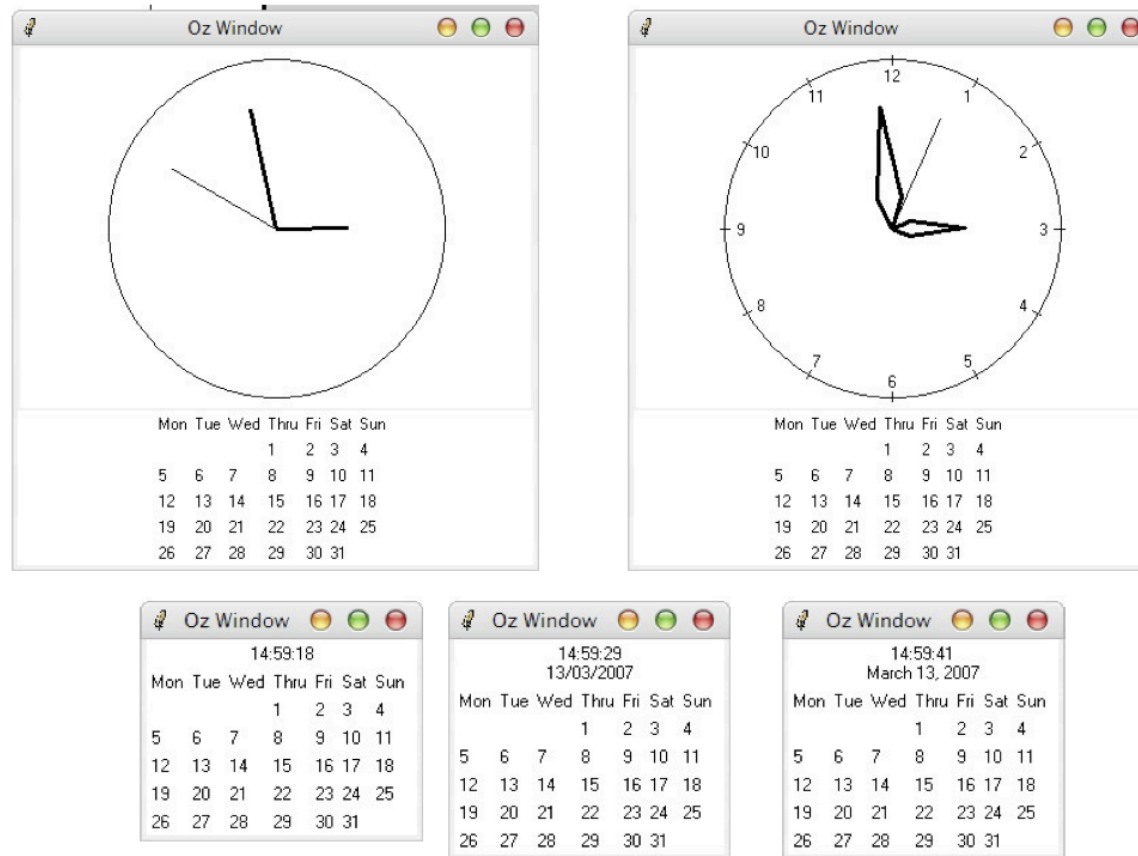 Oz Window
Mon Tue Wed Thru Fri Sat Sun
1 2 3 4
5 6 7 8 9 10 11
12 13 14 15 16 17 18
19 20 21 22 23 24 25
26 27 28 29 30 31
Oz Window
12
11 1
10 2
9 3
8 4
7 5
6
Mon Tue Wed Thru Fri Sat Sun
1 2 3 4
5 6 7 8 9 10 11
12 13 14 15 16 17 18
19 20 21 22 23 24 25
26 27 28 29 30 31
Oz Window
14:59:18
Mon Tue Wed Thru Fri Sat Sun
1 2 3 4
5 6 7 8 9 10 11
12 13 14 15 16 17 18
19 20 21 22 23 24 25
26 27 28 29 30 31
Oz Window
14:59:29
13/03/2007
Mon Tue Wed Thru Fri Sat Sun
1 2 3 4
5 6 7 8 9 10 11
12 13 14 15 16 17 18
19 20 21 22 23 24 25
26 27 28 29 30 31
Oz Window
14:59:41
March 13, 2007
Mon Tue Wed Thru Fri Sat Sun
1 2 3 4
5 6 7 8 9 10 11
12 13 14 15 16 17 18
19 20 21 22 23 24 25
26 27 28 29 30 31